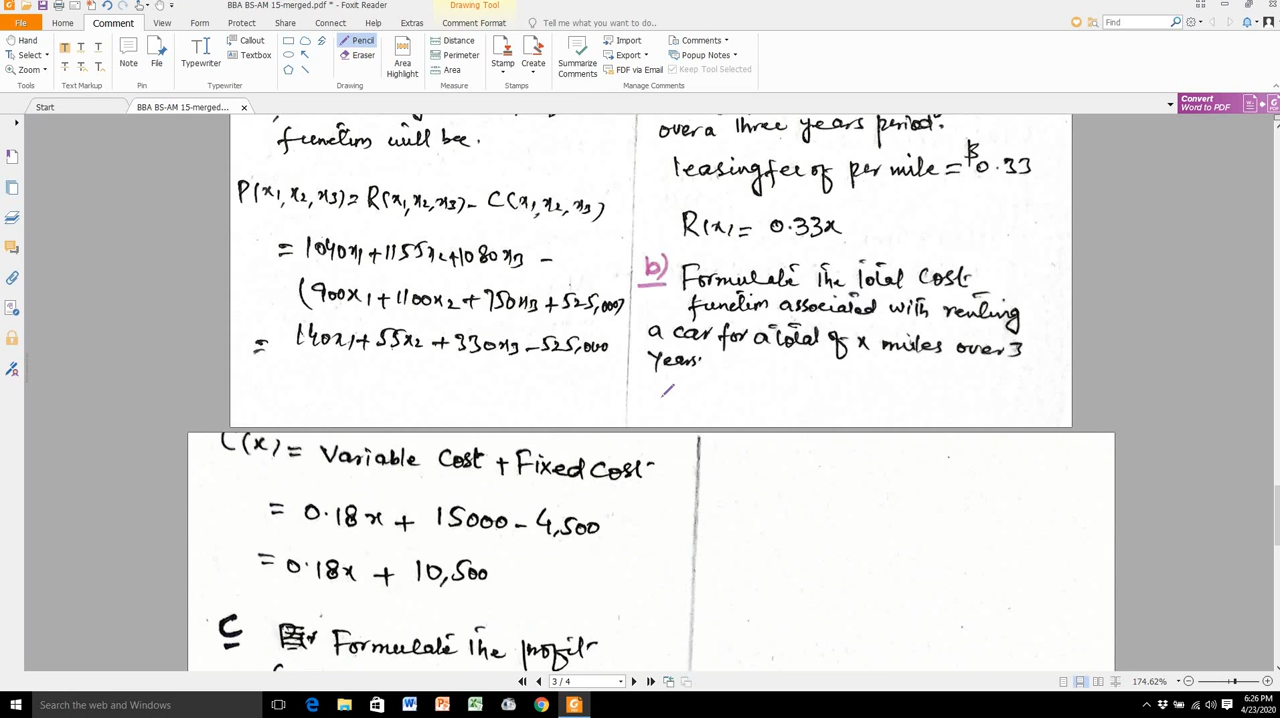 BBA BS-AM 15-merged.pdf * - Foxit Reader
Drawing Tool
File Home Comment View Form Protect Share Connect Help Extras Comment Format Tell me what you want to do... Find
Hand
Select
Zoom
Tools
T T T
T T T
Text Markup
Note File
Pin
Typewriter Callout
Textbox
Typewriter
Pencil
Eraser
Area Highlight
Drawing
Distance
Perimeter
Area
Measure
Stamp Create
Stamps
Summarize Comments
Import
Export
FDF via Email
Comments
Popup Notes
Keep Tool Selected
Manage Comments
Start BBA BS-AM 15-merged.... Convert
Word to PDF
function will bee.
P(x1, x2, x3) = R(x1, x2, x3) - C(x1, x2, x3)
= 1040x1 + 1155x2 + 1080x3 -
(900x1 + 1100x2 + 750x3 + 525,000)
= 140x1 + 55x2 + 330x3 - 525,000
over a three years period.
leasing fee of per mile = $0.33
R(x) = 0.33x
b) Formulate the total cost
function associated with renting
a car for a total of x miles over 3
years.
C(x) = Variable Cost + Fixed Cost
= 0.18x + 15000 - 4,500
= 0.18x + 10,500
C Formulate the profit
3 / 4 174.62%
Search the web and Windows
6:26 PM
4/23/2020